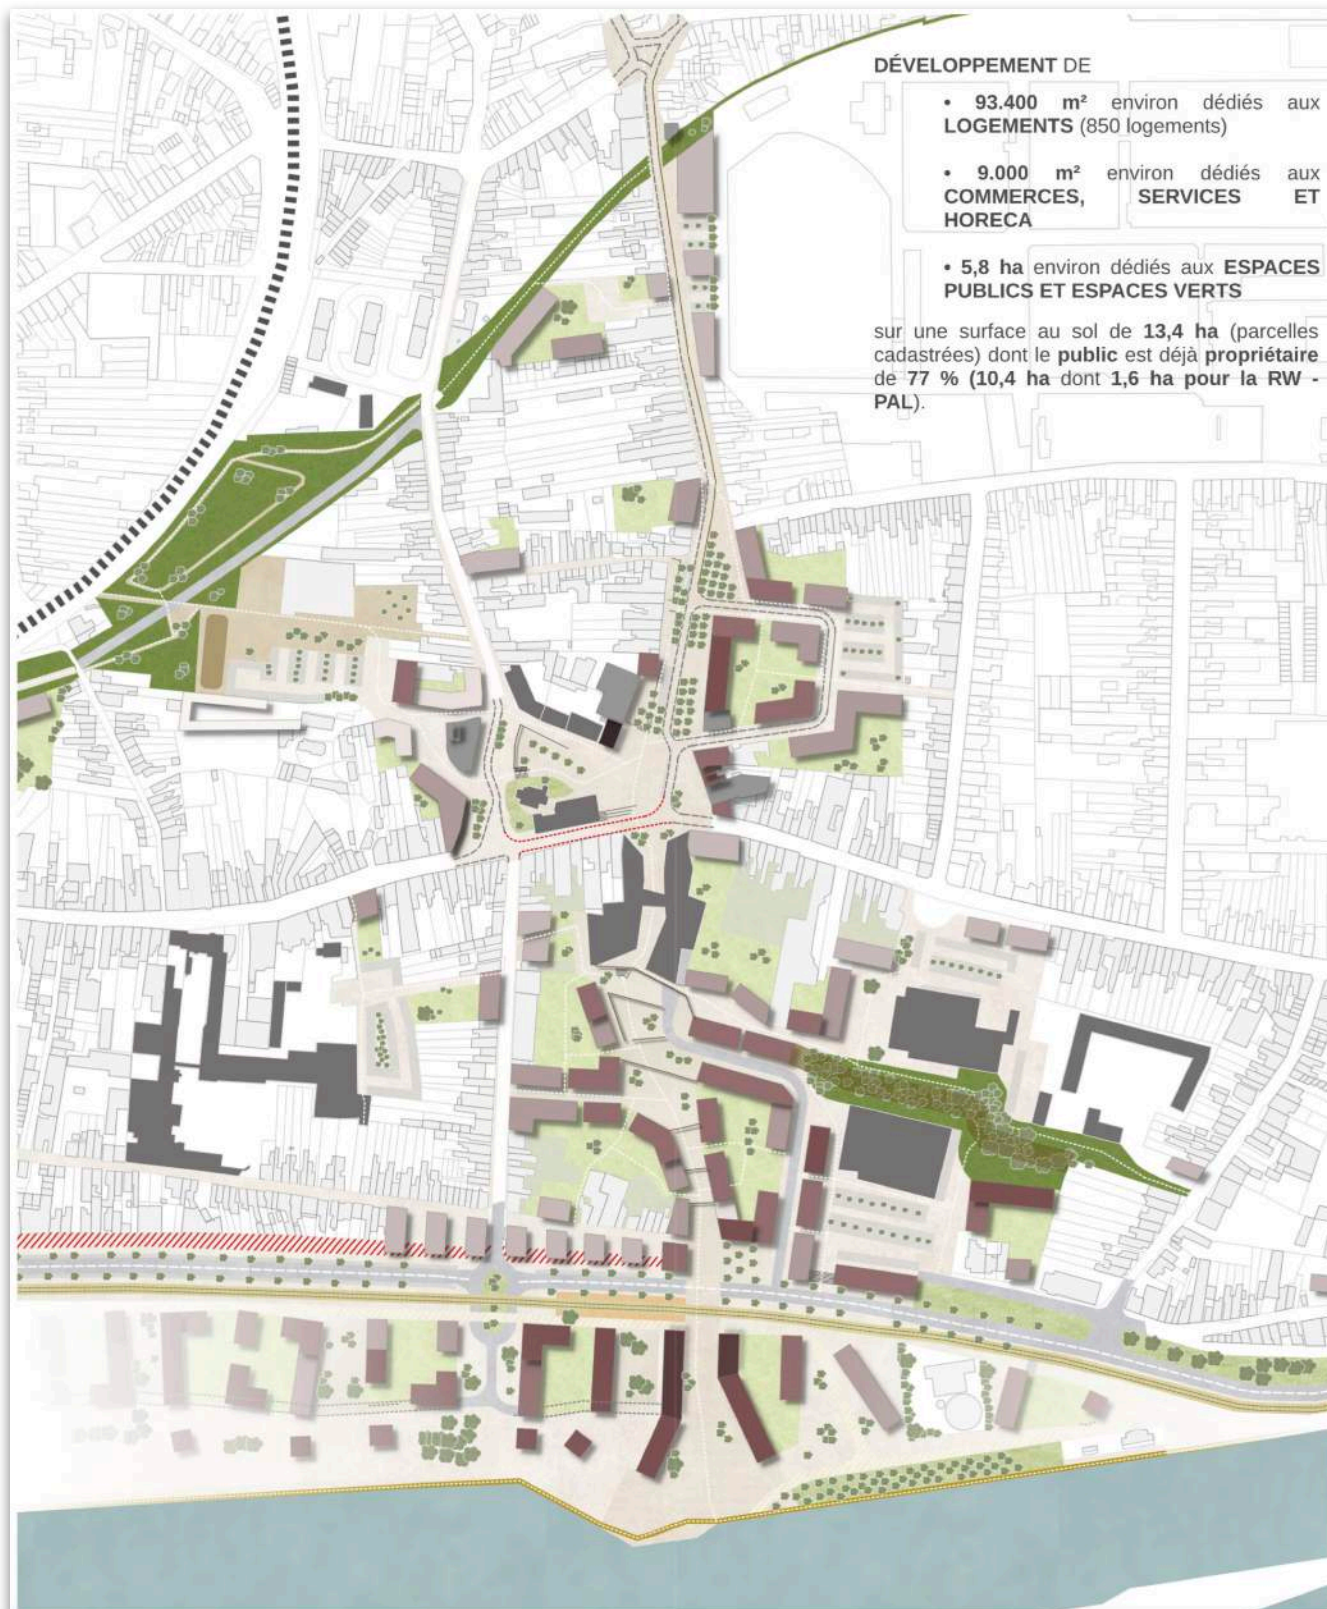 DÉVELOPPEMENT DE
• 93.400 m² environ dédiés aux
LOGEMENTS (850 logements)
• 9.000 m² environ dédiés aux
COMMERCES, SERVICES ET
HORECA
• 5,8 ha environ dédiés aux ESPACES
PUBLICS ET ESPACES VERTS
sur une surface au sol de 13,4 ha (parcelles
cadastrées) dont le public est déjà propriétaire
de 77 % (10,4 ha dont 1,6 ha pour la RW -
PAL).